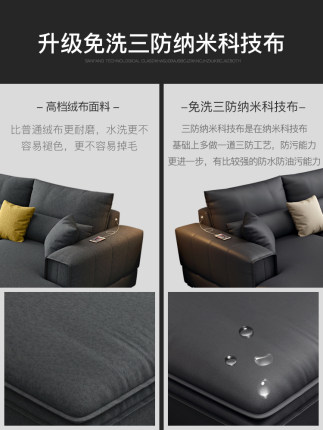 升级免洗三防纳米科技布
– 高档绒布面料 –
比普通绒布更耐磨，水洗更不
容易褪色，更不容易掉毛
– 免洗三防纳米科技布 –
三防纳米科技布是在纳米科技布
基础上多做一道三防工艺，防污能力
更进一步，有比较强的防水防油污能力